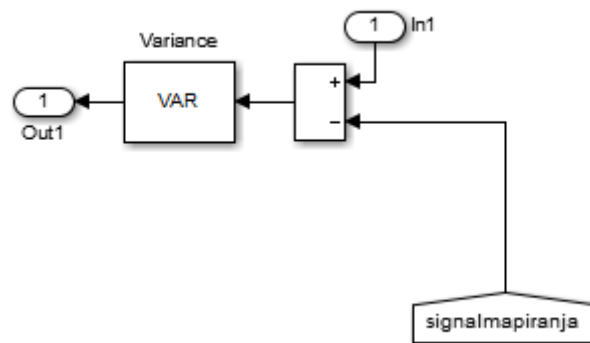 1
In1
Variance
+
VAR
1
−
Out1
signalmapiranja